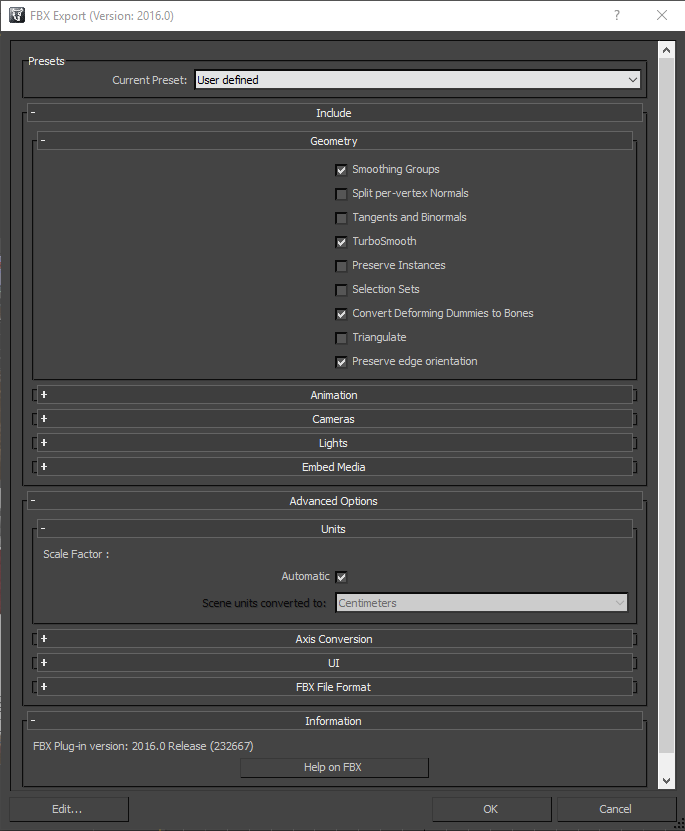 FBX Export (Version: 2016.0)
?
Presets
Current Preset: User defined
- Include
- Geometry
Smoothing Groups
Split per-vertex Normals
Tangents and Binormals
TurboSmooth
Preserve Instances
Selection Sets
Convert Deforming Dummies to Bones
Triangulate
Preserve edge orientation
+ Animation
+ Cameras
+ Lights
+ Embed Media
- Advanced Options
- Units
Scale Factor :
Automatic
Scene units converted to: Centimeters
+ Axis Conversion
+ UI
+ FBX File Format
- Information
FBX Plug-in version: 2016.0 Release (232667)
Help on FBX
Edit... OK Cancel